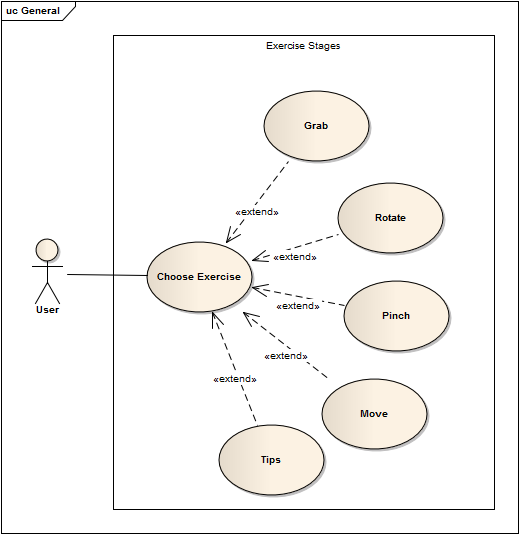 uc General
Exercise Stages
Grab
«extend»
Rotate
«extend»
Choose Exercise
User
«extend»
Pinch
«extend»
Move
«extend»
Tips